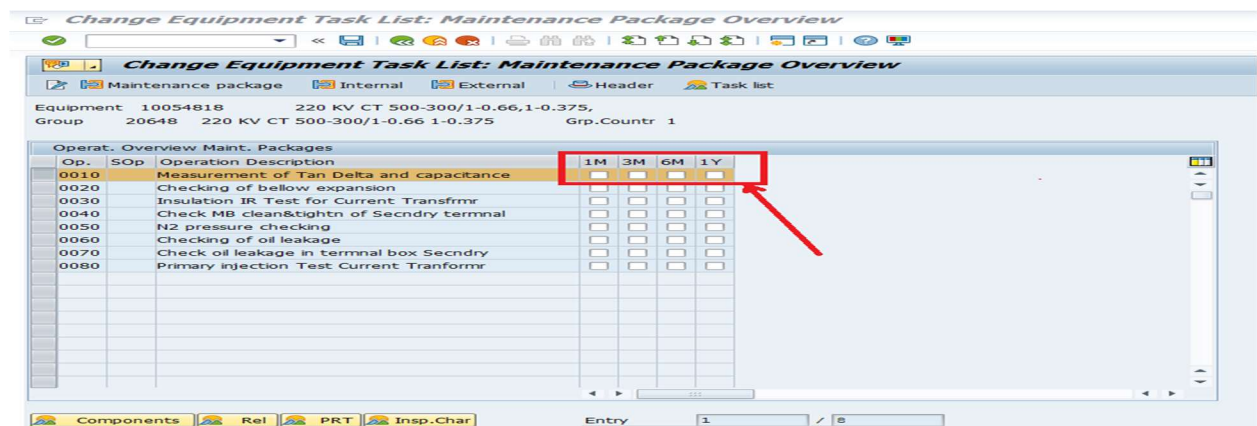 Change Equipment Task List: Maintenance Package Overview
Change Equipment Task List: Maintenance Package Overview
Maintenance package Internal External Header Task list
Equipment 10054818 220 KV CT 500-300/1-0.66,1-0.375,
Group 20648 220 KV CT 500-300/1-0.66 1-0.375 Grp.Countr 1
Operat. Overview Maint. Packages
Op. SOp Operation Description 1M 3M 6M 1Y
0010 Measurement of Tan Delta and capacitance
0020 Checking of bellow expansion
0030 Insulation IR Test for Current Transfrmr
0040 Check MB clean&tightn of Secndry termnal
0050 N2 pressure checking
0060 Checking of oil leakage
0070 Check oil leakage in termnal box Secndry
0080 Primary injection Test Current Tranformr
Components Rel PRT Insp.Char Entry 1 / 8